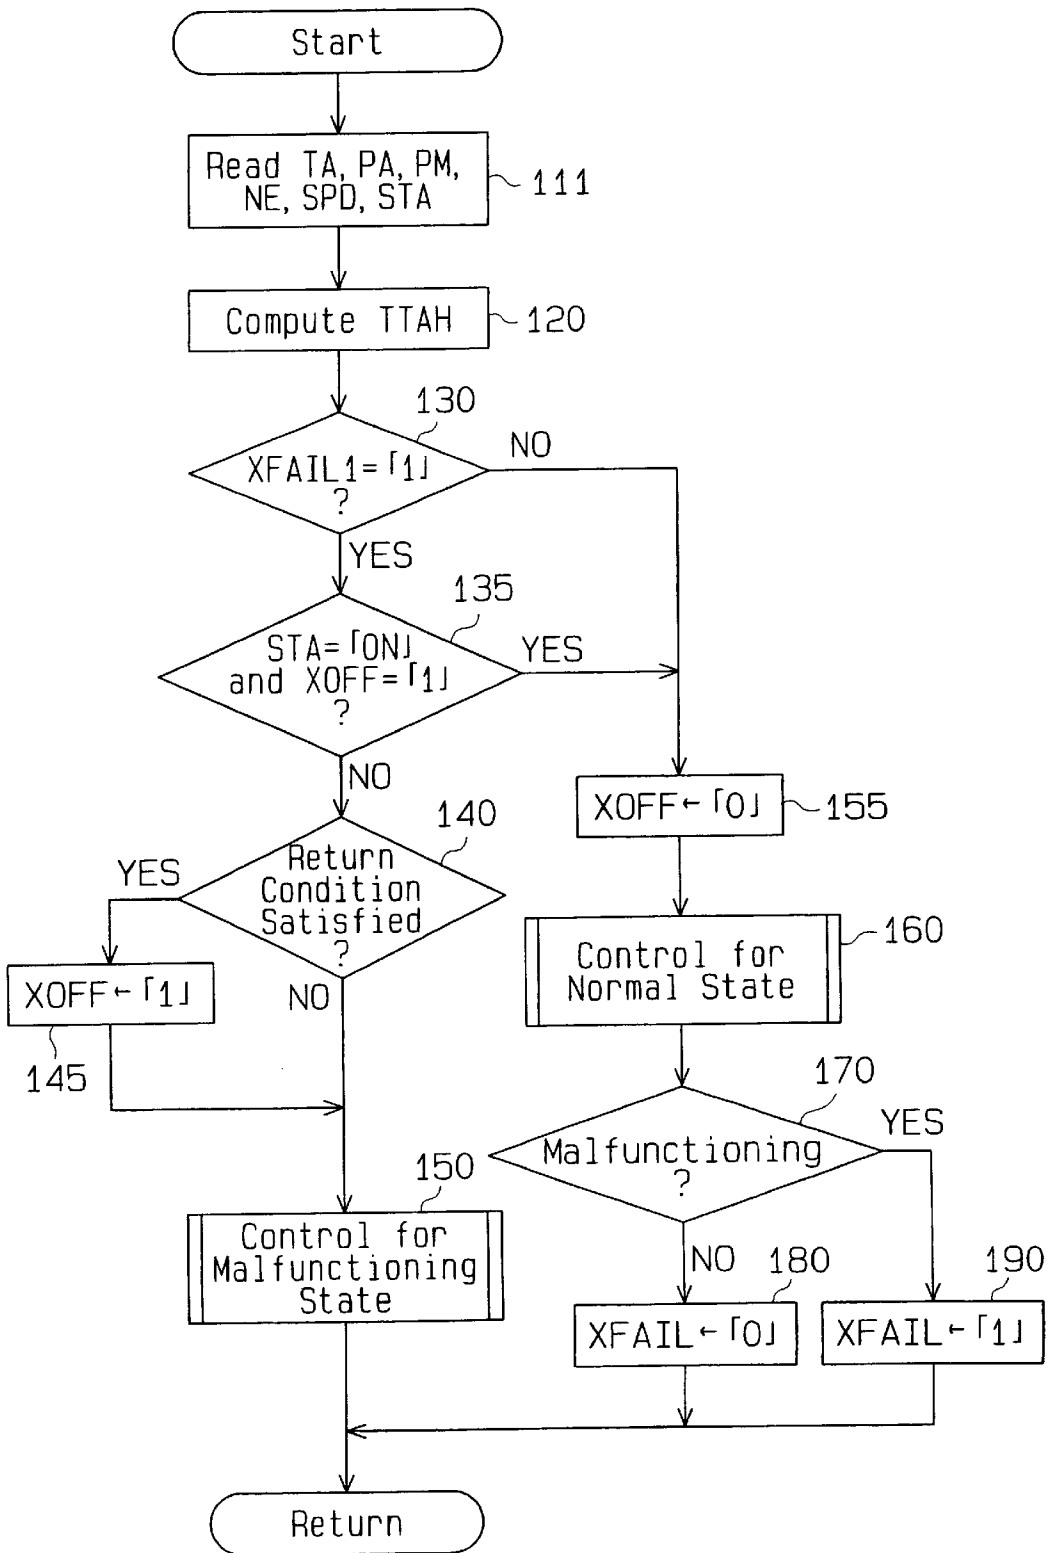 Start
Read TA, PA, PM,
NE, SPD, STA
111
Compute TTAH
120
130
XFAIL1=「1」
?
NO
YES
135
STA=「ON」
and XOFF=「1」
?
YES
NO
XOFF←「0」
155
140
Return
Condition
Satisfied
?
YES
NO
XOFF←「1」
145
Control for
Normal State
160
170
Malfunctioning
?
YES
NO
150
Control for
Malfunctioning
State
180
XFAIL←「0」
190
XFAIL←「1」
Return